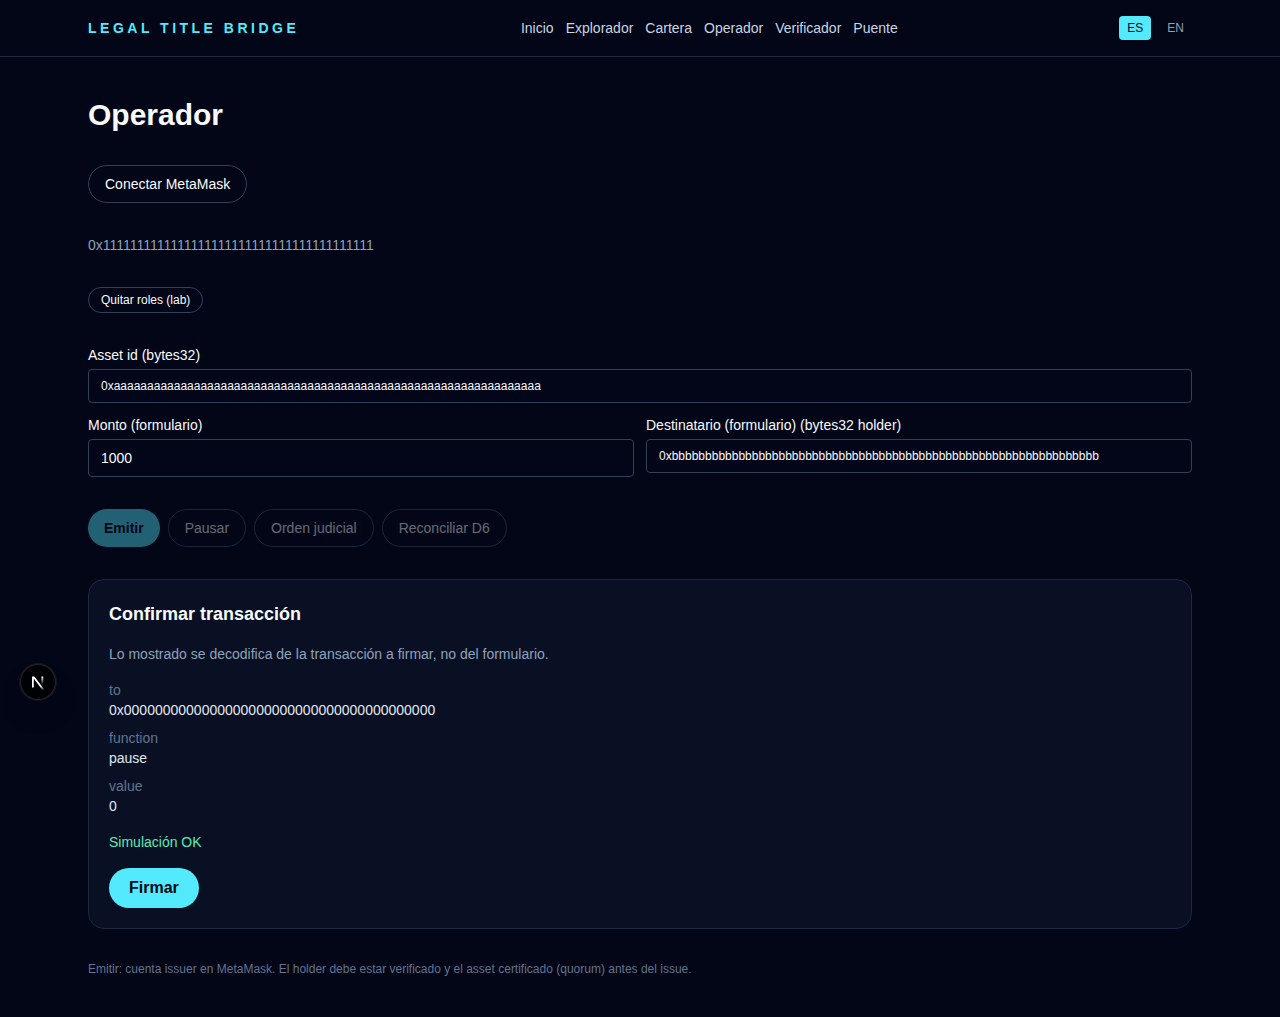 LEGAL TITLE BRIDGE
Inicio Explorador Cartera Operador Verificador Puente
ES EN
Operador
Conectar MetaMask
0x1111111111111111111111111111111111111111
Quitar roles (lab)
Asset id (bytes32)
0xaaaaaaaaaaaaaaaaaaaaaaaaaaaaaaaaaaaaaaaaaaaaaaaaaaaaaaaaaaaaaaaa
Monto (formulario)
1000
Destinatario (formulario) (bytes32 holder)
0xbbbbbbbbbbbbbbbbbbbbbbbbbbbbbbbbbbbbbbbbbbbbbbbbbbbbbbbbbbbbbbbb
Emitir Pausar Orden judicial Reconciliar D6
Confirmar transacción
Lo mostrado se decodifica de la transacción a firmar, no del formulario.
to
0x0000000000000000000000000000000000000000
function
pause
value
0
Simulación OK
Firmar
Emitir: cuenta issuer en MetaMask. El holder debe estar verificado y el asset certificado (quorum) antes del issue.